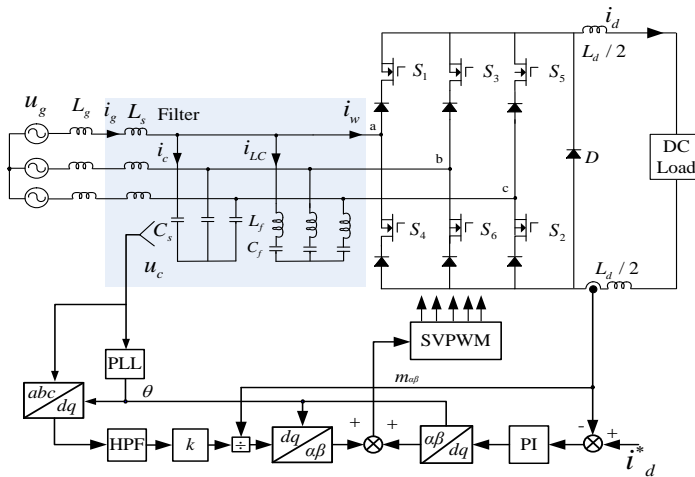 i_d
L_d / 2
S_1
S_3
S_5
u_g
L_g
i_g
L_s
Filter
i_w
a
i_c
i_LC
b
D
DC
Load
c
C_s
L_f
C_f
S_4
S_6
S_2
u_c
L_d / 2
SVPWM
PLL
m_αβ
abc
dq
θ
HPF
k
÷
dq
αβ
+
+
αβ
dq
PI
-
+
i*_d